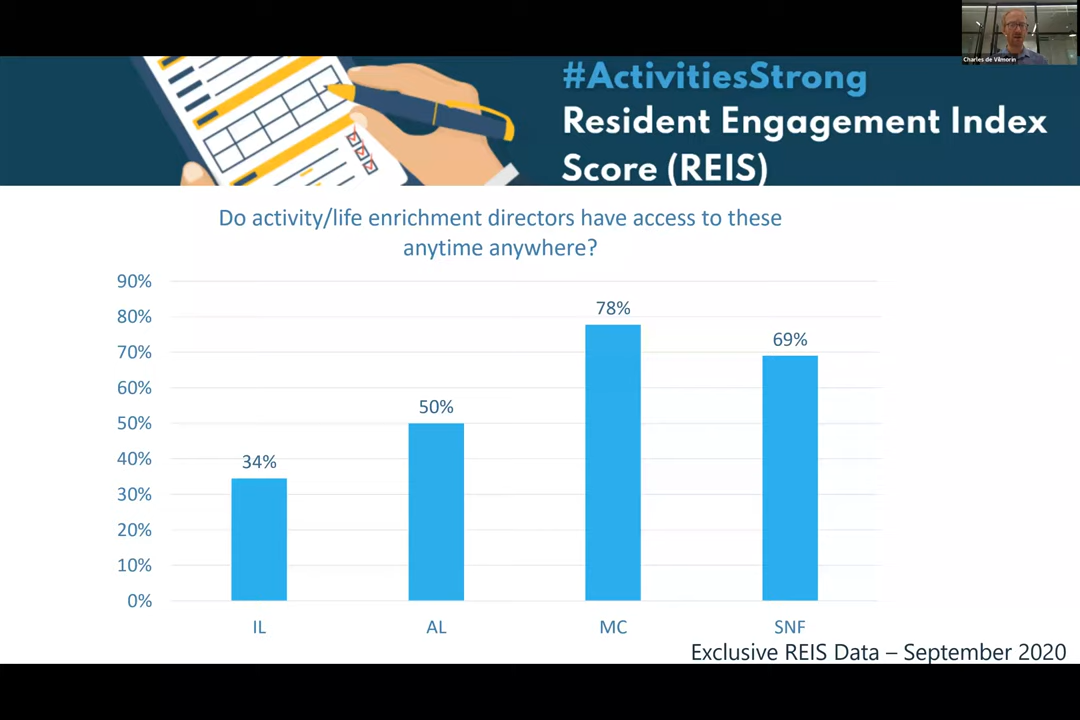 Charles de Vilmorin
#ActivitiesStrong
Resident Engagement Index
Score (REIS)
Do activity/life enrichment directors have access to these
anytime anywhere?
90%
80%
70%
60%
50%
40%
30%
20%
10%
0%
34%
50%
78%
69%
IL
AL
MC
SNF
Exclusive REIS Data – September 2020